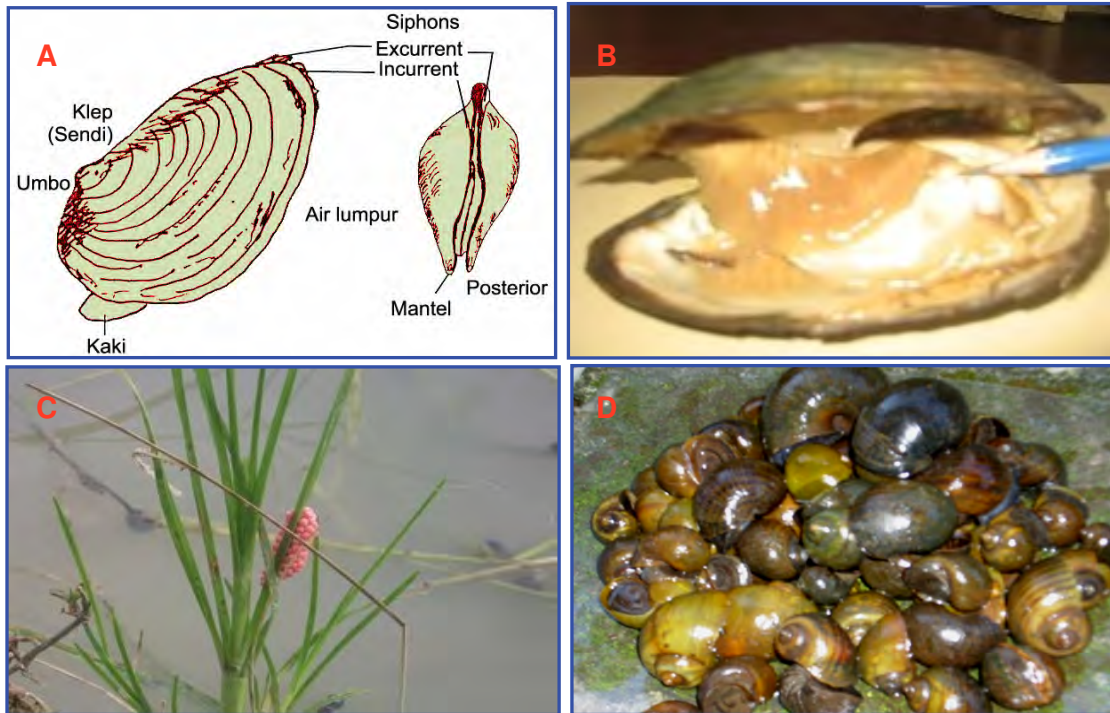 A
Siphons
Excurrent
Incurrent
Klep
(Sendi)
Umbo
Air lumpur
Mantel
Posterior
Kaki
B
C
D